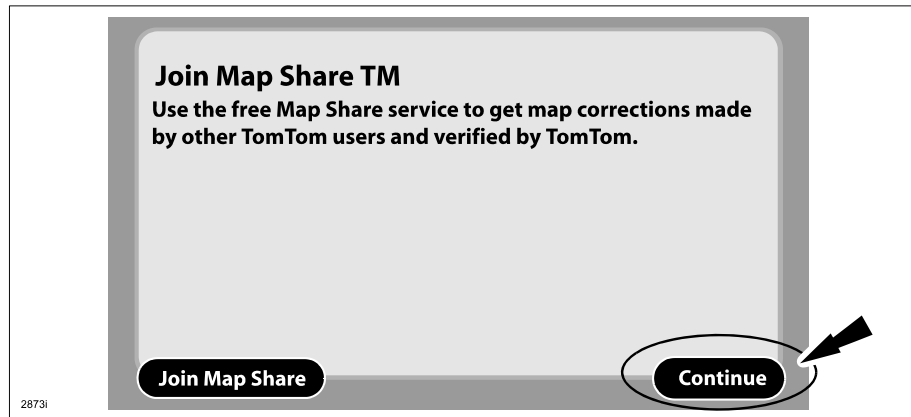 Join Map Share TM
Use the free Map Share service to get map corrections made
by other TomTom users and verified by TomTom.
Join Map Share
Continue
2873i